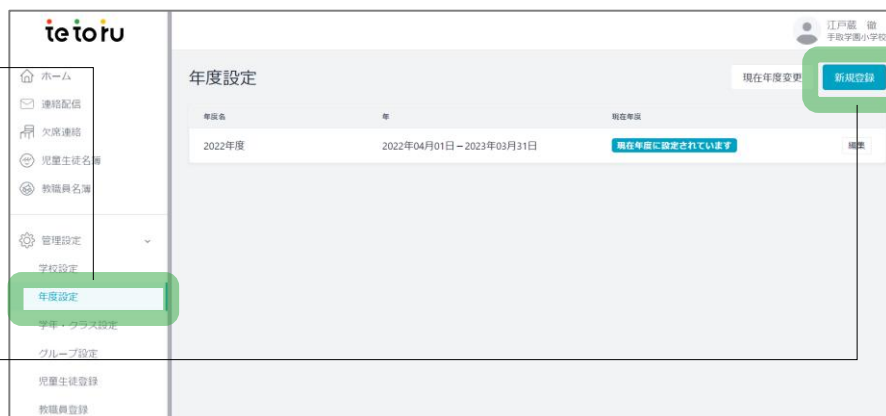 tetoru
江戸蔵 徹
手取学園小学校
ホーム
連絡配信
欠席連絡
児童生徒名簿
教職員名簿
管理設定
学校設定
年度設定
学年・クラス設定
グループ設定
児童生徒登録
教職員登録
年度設定
現在年度変更
新規登録
年度名
年
現在年度
2022年度
2022年04月01日-2023年03月31日
現在年度に設定されています
編集